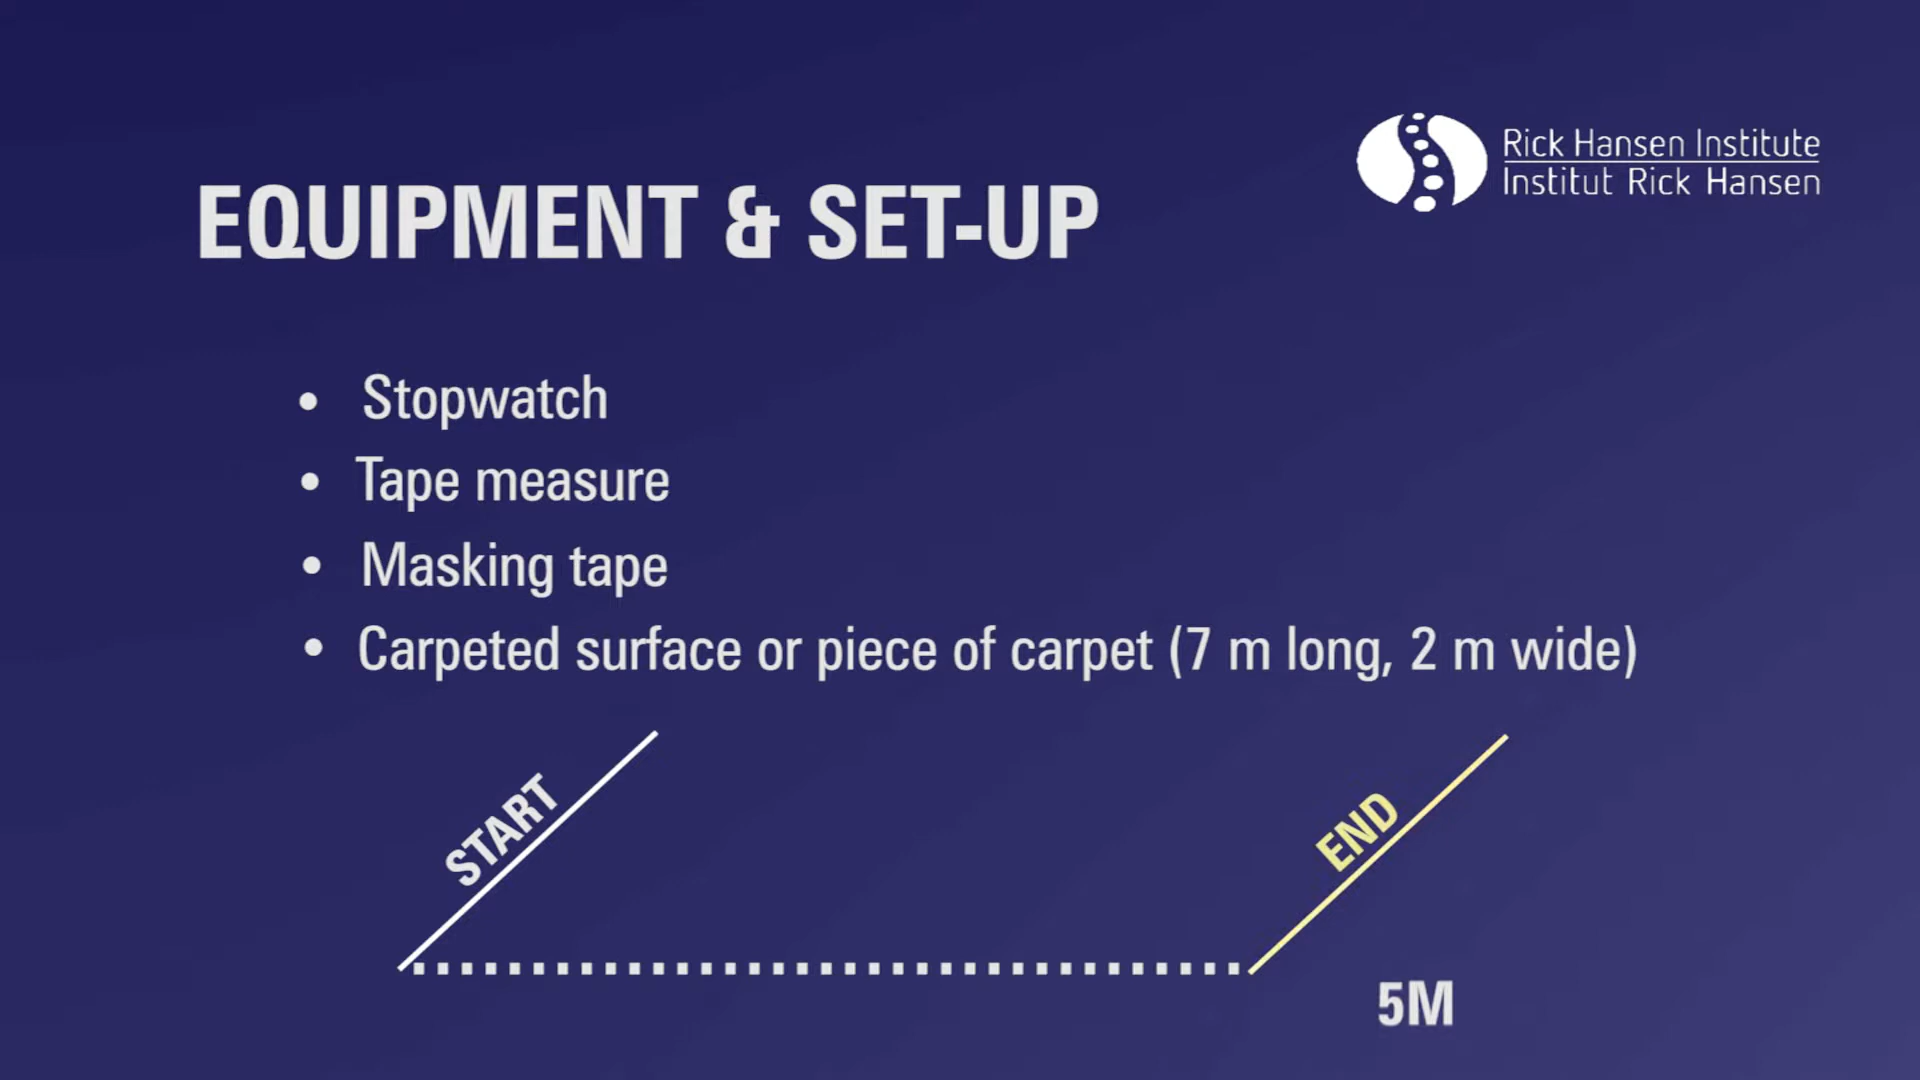 Rick Hansen Institute
Institut Rick Hansen
EQUIPMENT & SET-UP
• Stopwatch
• Tape measure
• Masking tape
• Carpeted surface or piece of carpet (7 m long, 2 m wide)
START
END
5M